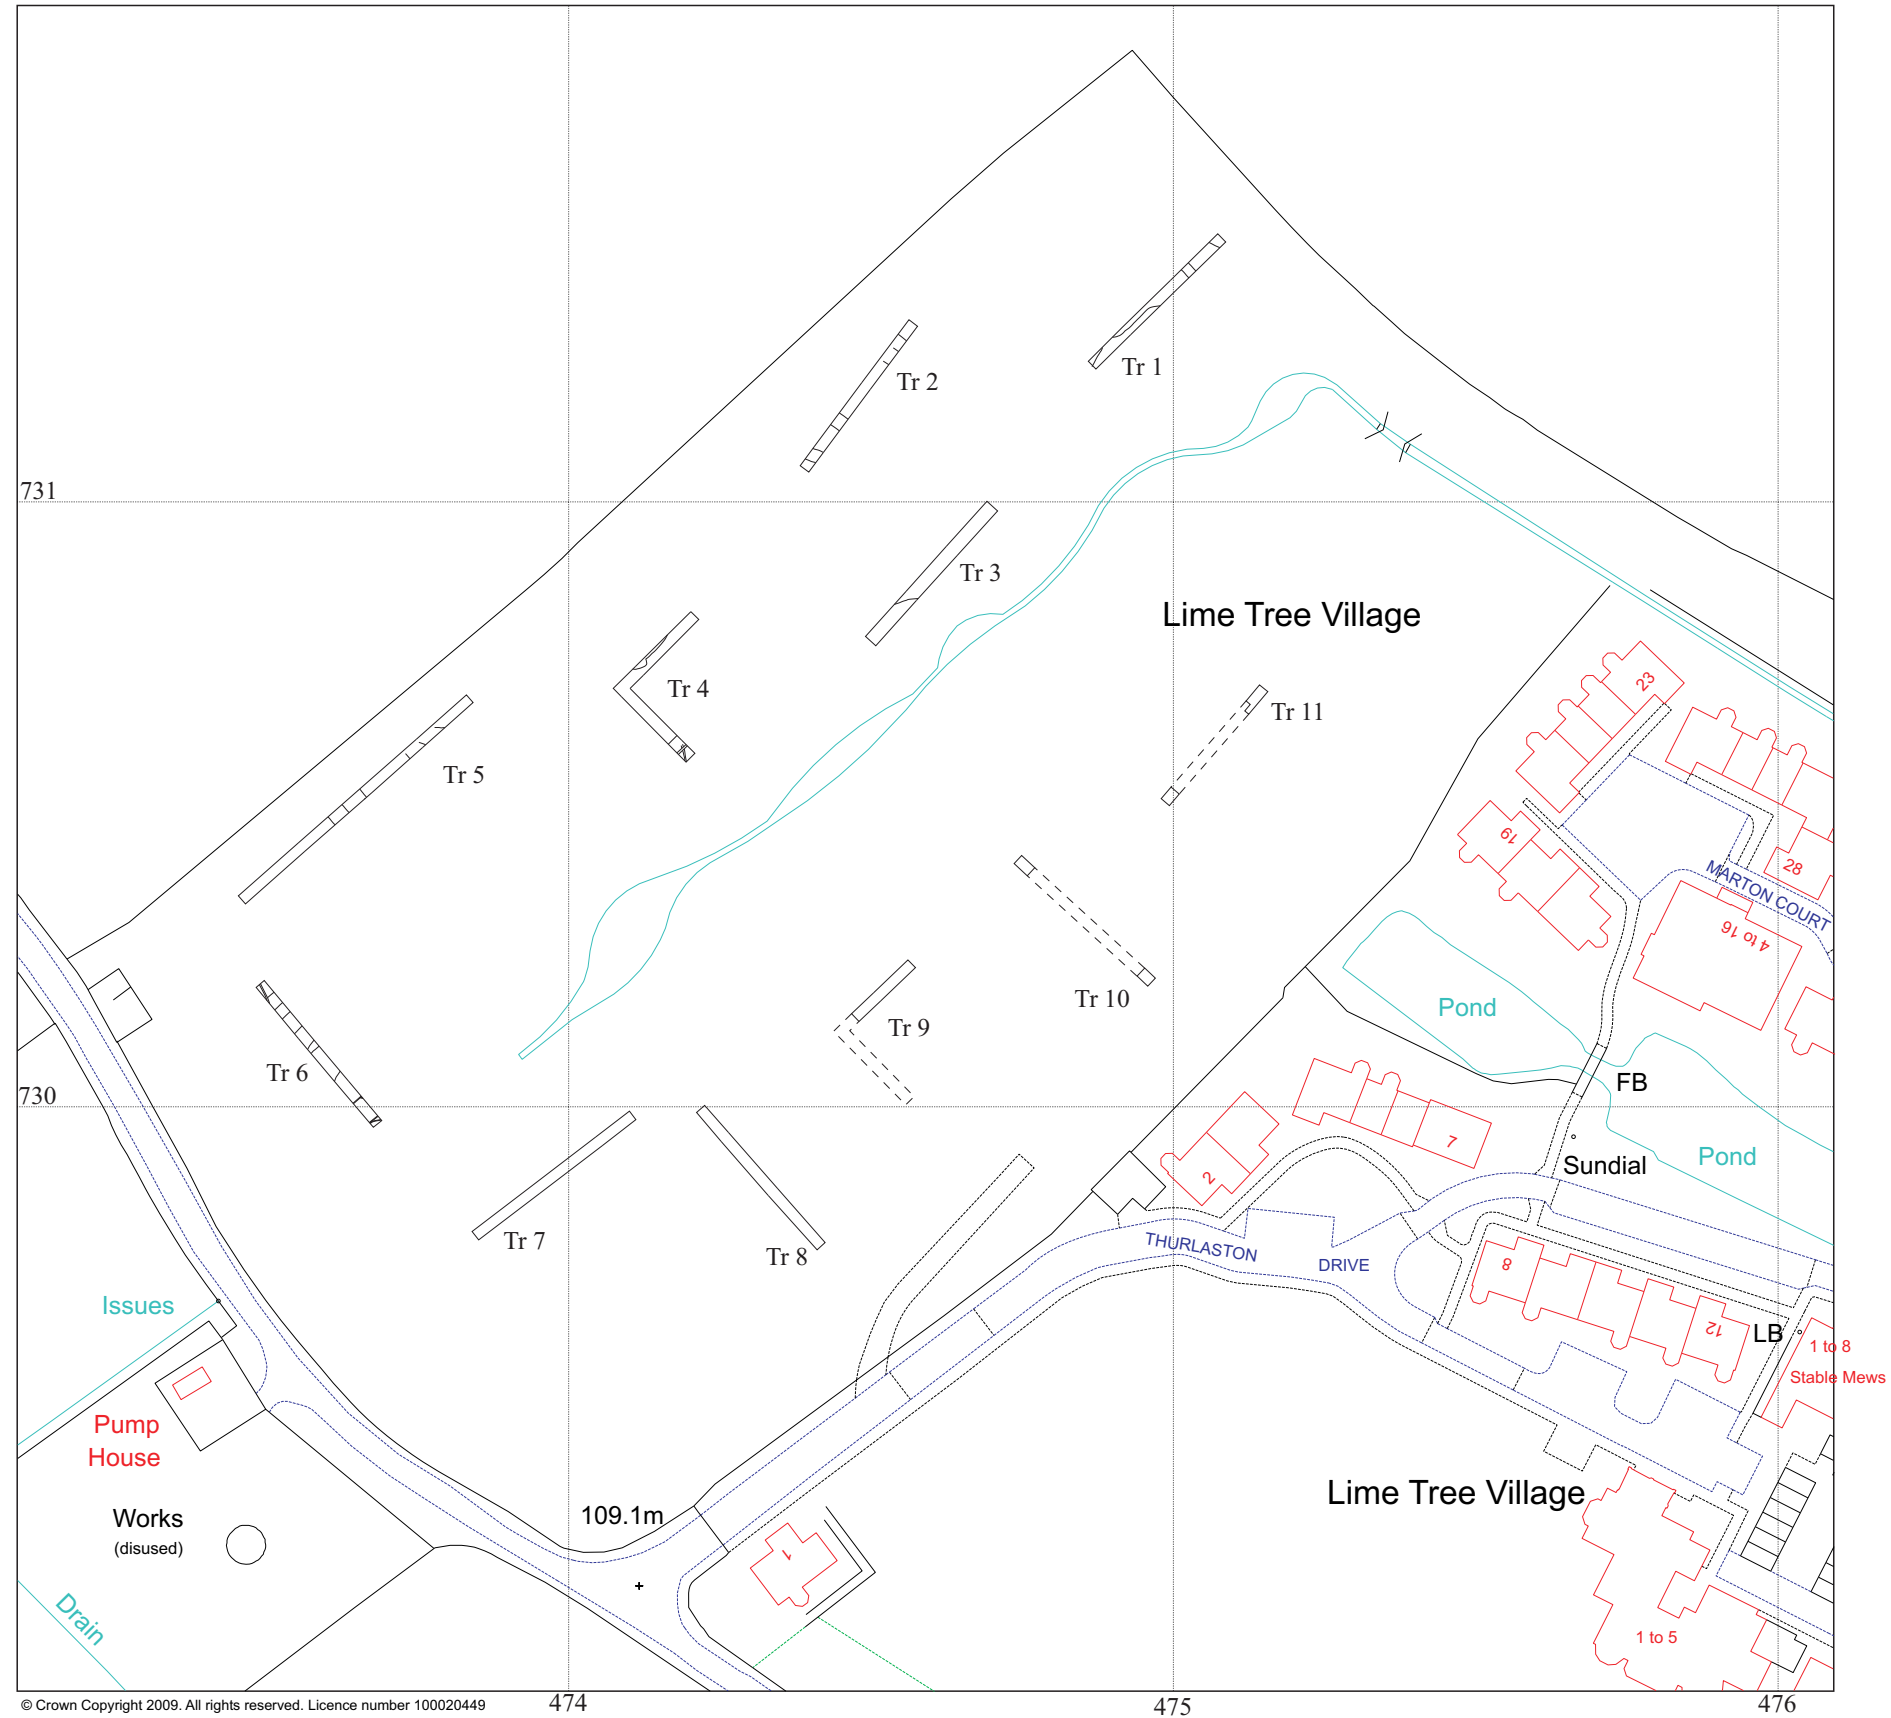 Tr 1
Tr 2
731
Tr 3
Lime Tree Village
Tr 4
23
Tr 11
Tr 5
19
28
MARTON COURT
4 to 16
Tr 10
Pond
Tr 9
Tr 6
FB
730
7
Pond
Sundial
2
Tr 7
Tr 8
THURLASTON
DRIVE
8
Issues
12
LB
1 to 8
Stable Mews
Pump
House
Lime Tree Village
109.1m
Works
(disused)
1
Drain
1 to 5
© Crown Copyright 2009. All rights reserved. Licence number 100020449
474
475
476